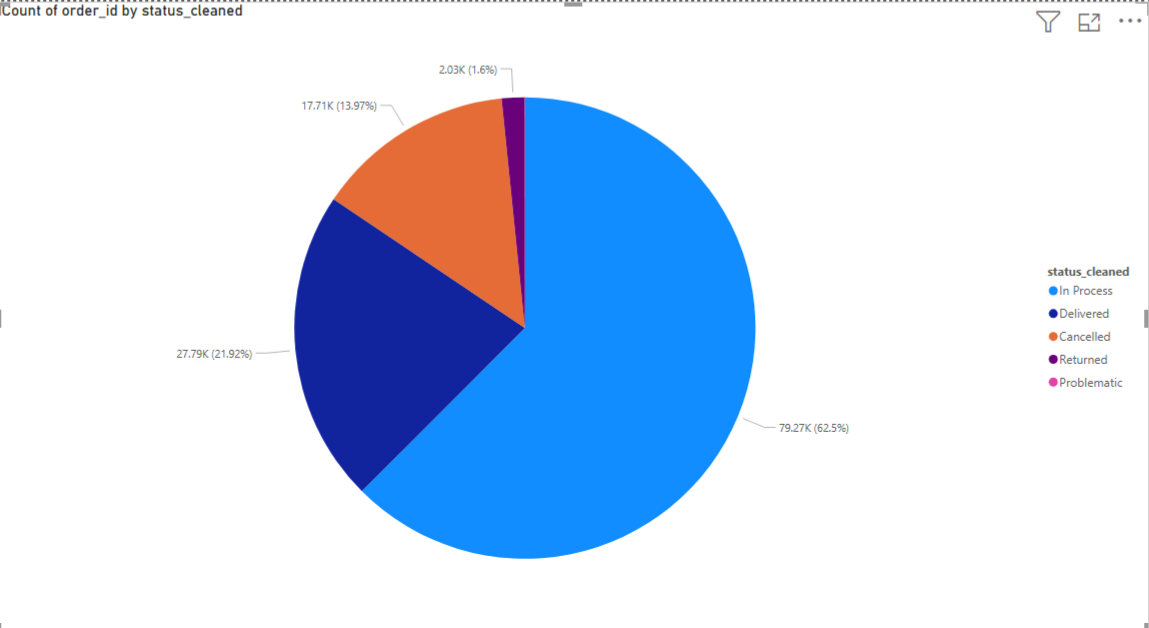 Count of order_id by status_cleaned
2.03K (1.6%)
17.71K (13.97%)
27.79K (21.92%)
79.27K (62.5%)
status_cleaned
In Process
Delivered
Cancelled
Returned
Problematic